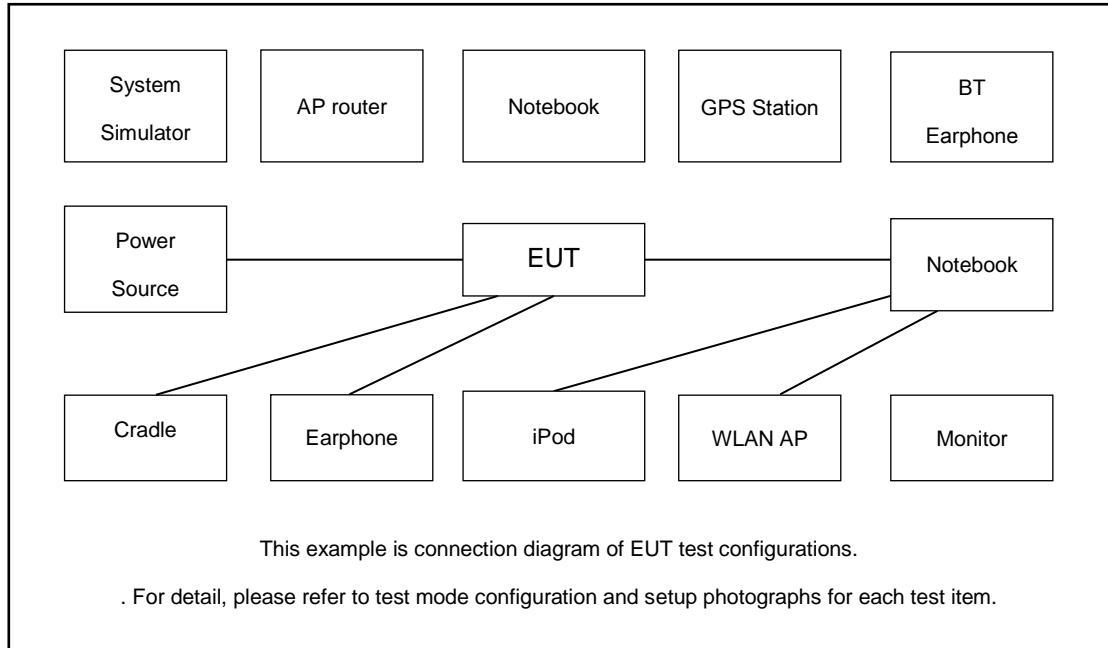 System
Simulator
AP router
Notebook
GPS Station
BT
Earphone
Power
Source
EUT
Notebook
Cradle
Earphone
iPod
WLAN AP
Monitor
This example is connection diagram of EUT test configurations.
. For detail, please refer to test mode configuration and setup photographs for each test item.